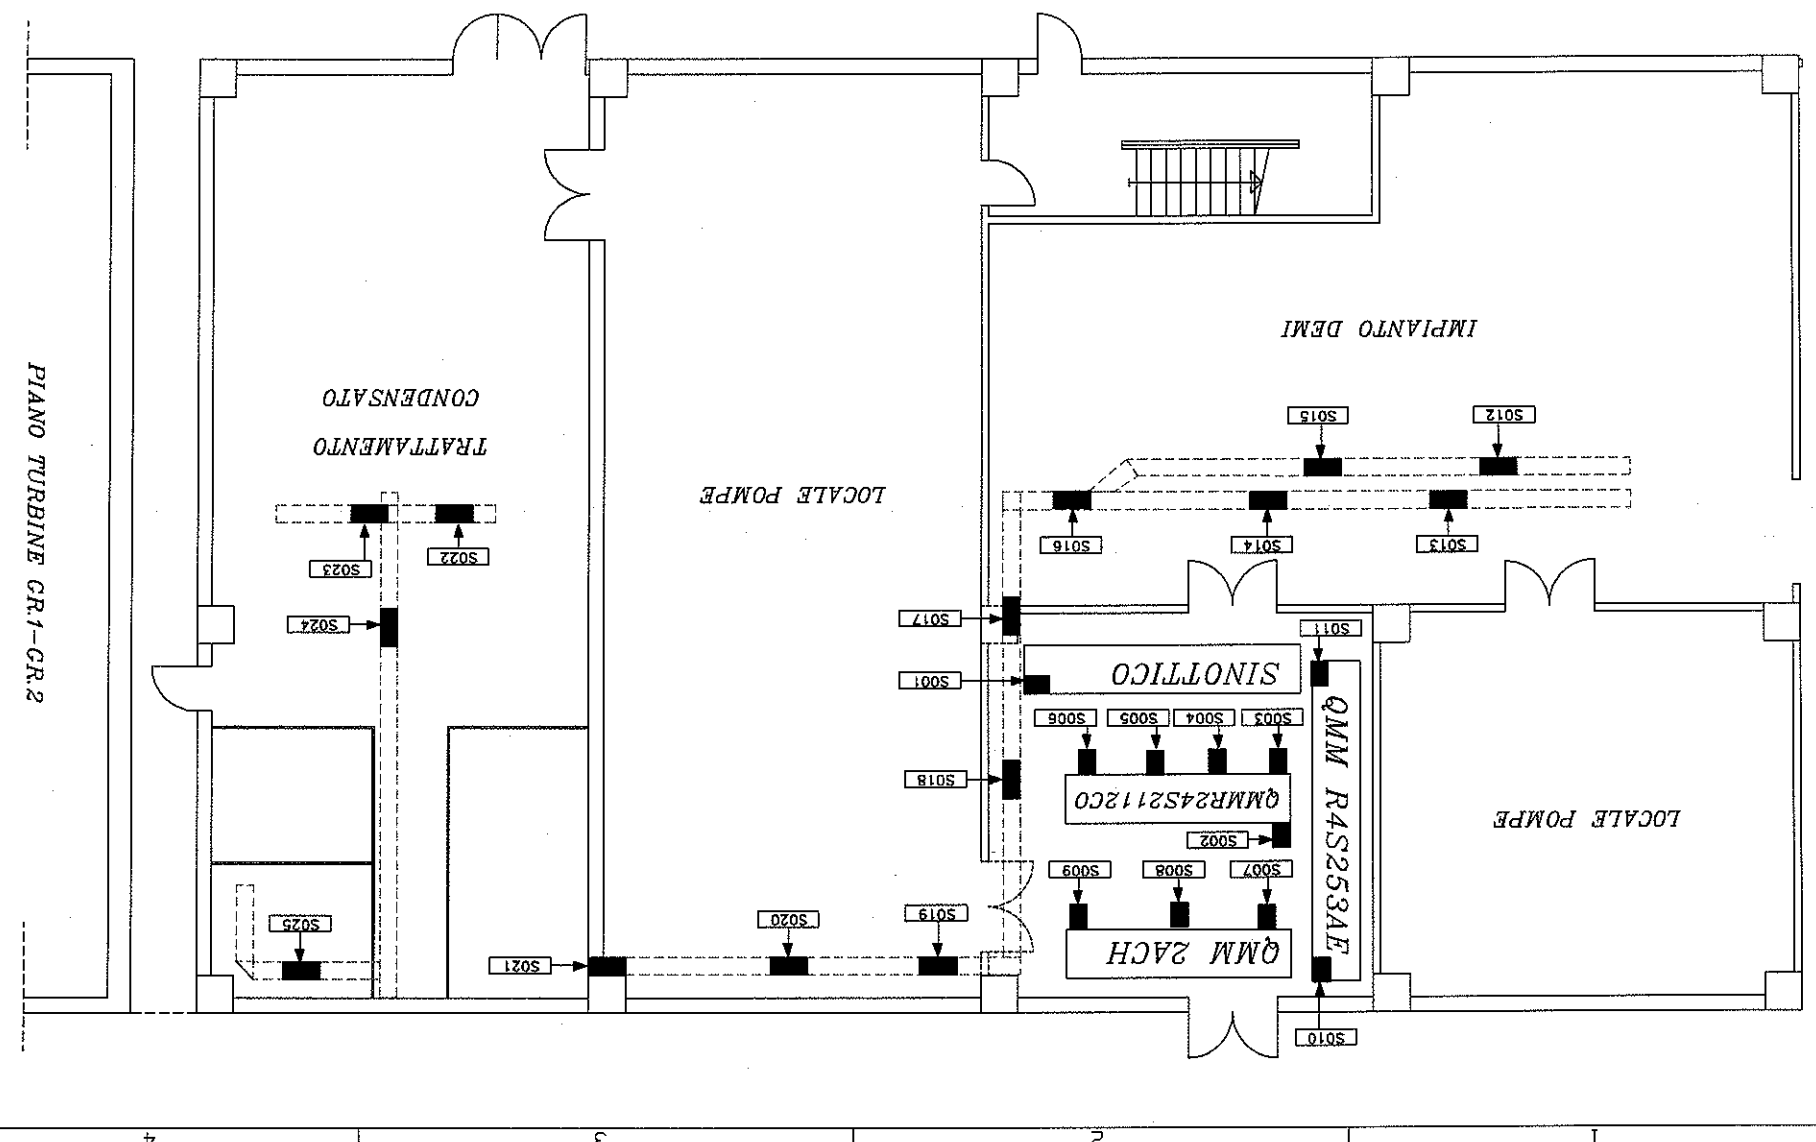 1
2
3
4
S010
LOCALE POMPE
QMM R4S253AE
QMM 2ACH
S007
S008
S009
S002
QMMR24S2112CO
S003
S004
S005
S006
SINOTTICO
S001
S011
S018
S017
S019
S020
S021
S025
S013
S014
S016
S012
S015
IMPIANTO DEMI
LOCALE POMPE
S024
S022
S023
TRATTAMENTO
CONDENSATO
PIANO TURBINE GR.1-GR.2